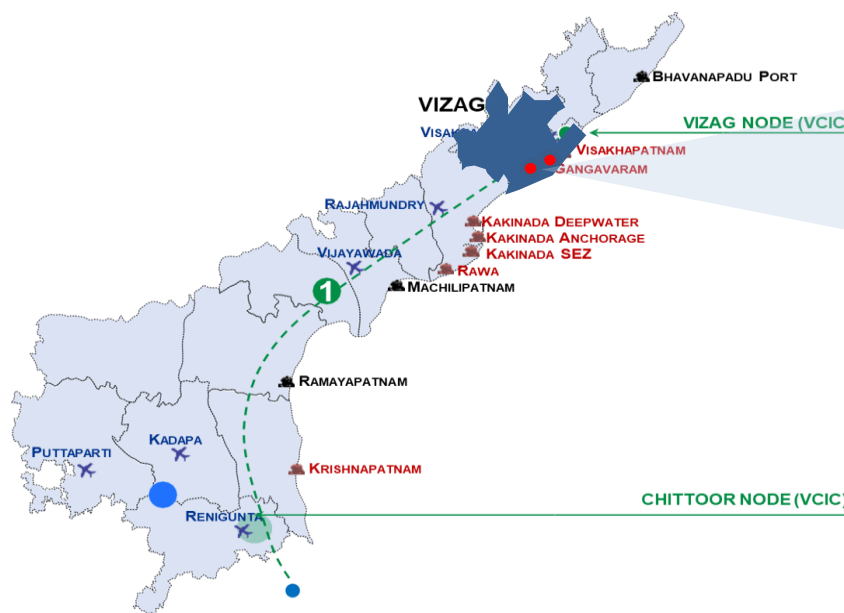 BHAVANAPADU PORT
VIZAG
VIZAG NODE (VCIC)
VISAKHAPATNAM
GANGAVARAM
RAJAHMUNDRY
KAKINADA DEEPWATER
KAKINADA ANCHORAGE
KAKINADA SEZ
VIJAYAWADA
RAWA
1
MACHILIPATNAM
RAMAYAPATNAM
KADAPA
PUTTAPARTI
KRISHNAPATNAM
CHITTOOR NODE (VCIC)
RENIGUNTA